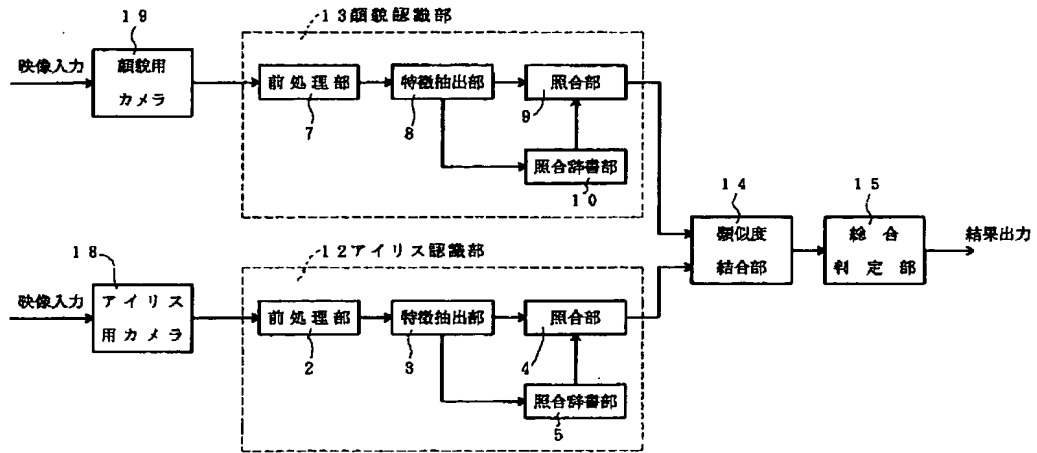 19
13顔貌認識部
映像入力
顔貌用
カメラ
前処理部
特徴抽出部
照合部
7
8
9
照合辞書部
10
14
15
類似度
結合部
総合
判定部
結果出力
18
12アイリス認識部
映像入力
アイリス
用カメラ
前処理部
特徴抽出部
照合部
2
3
4
照合辞書部
5